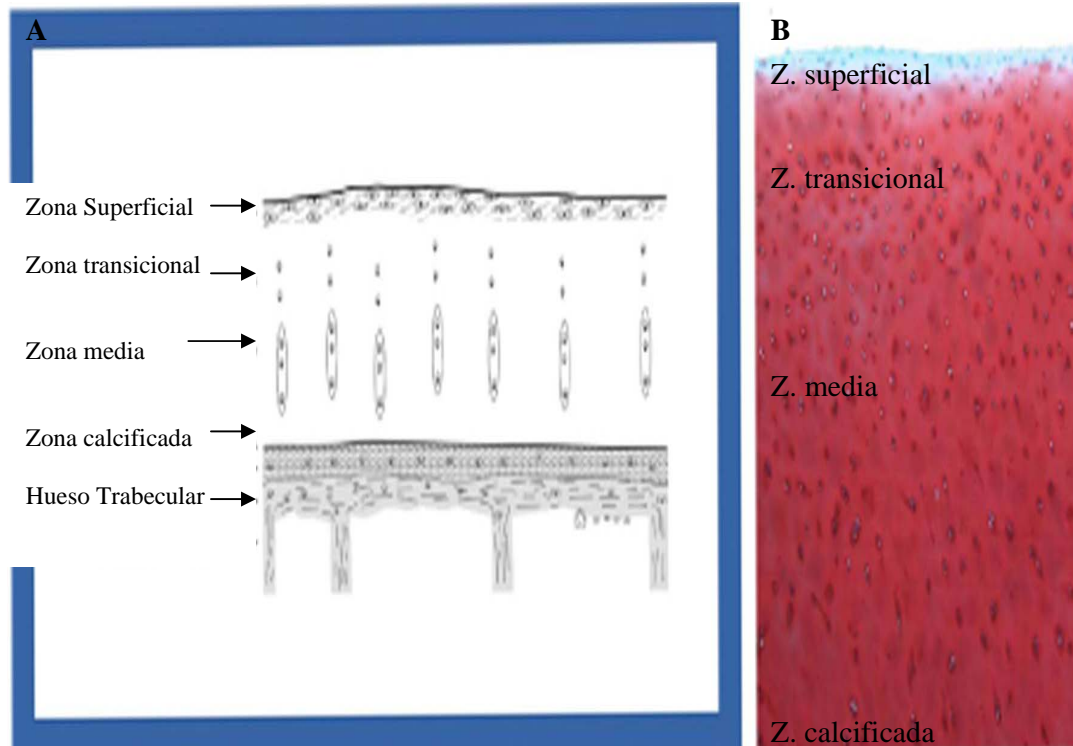 A
Zona Superficial
Zona transicional
Zona media
Zona calcificada
Hueso Trabecular
B
Z. superficial
Z. transicional
Z. media
Z. calcificada